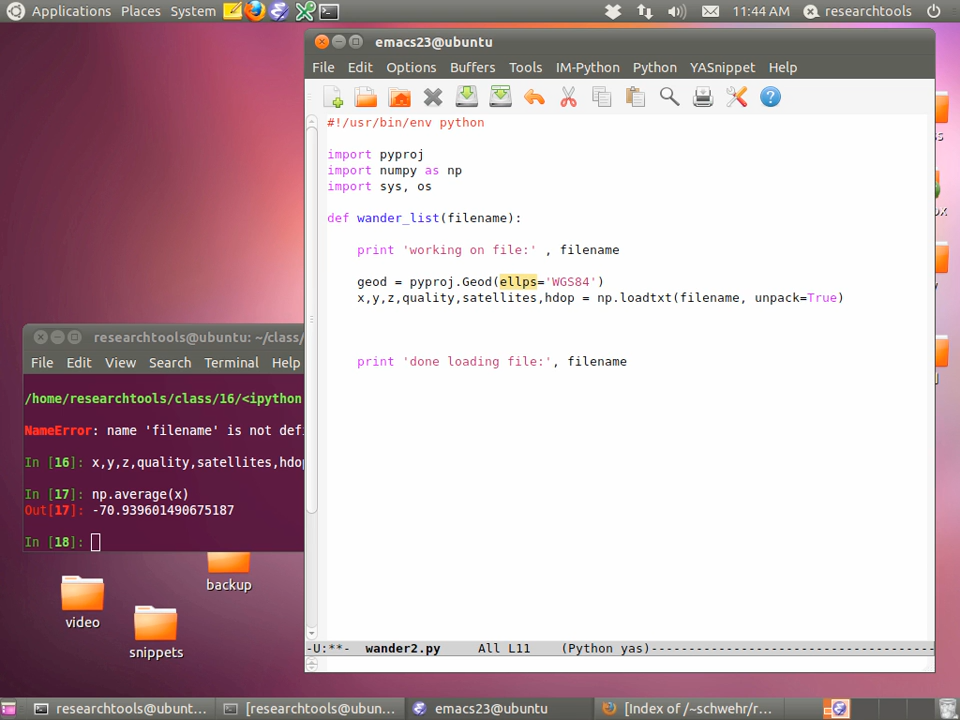 Applications Places System 11:44 AM researchtools
emacs23@ubuntu
File Edit Options Buffers Tools IM-Python Python YASnippet Help
#!/usr/bin/env python
import pyproj
import numpy as np
import sys, os
def wander_list(filename):
print 'working on file:' , filename
geod = pyproj.Geod(ellps='WGS84')
x,y,z,quality,satellites,hdop = np.loadtxt(filename, unpack=True)
print 'done loading file:', filename
-U:**- wander2.py All L11 (Python yas)-----------------------------------
researchtools@ubuntu: ~/class/
File Edit View Search Terminal Help
/home/researchtools/class/16/<ipython
NameError: name 'filename' is not defi
In [16]: x,y,z,quality,satellites,hdop
In [17]: np.average(x)
Out[17]: -70.939601490675187
In [18]:
backup
video
snippets
researchtools@ubunt... [researchtools@ubun... emacs23@ubuntu [Index of /~schwehr/r...